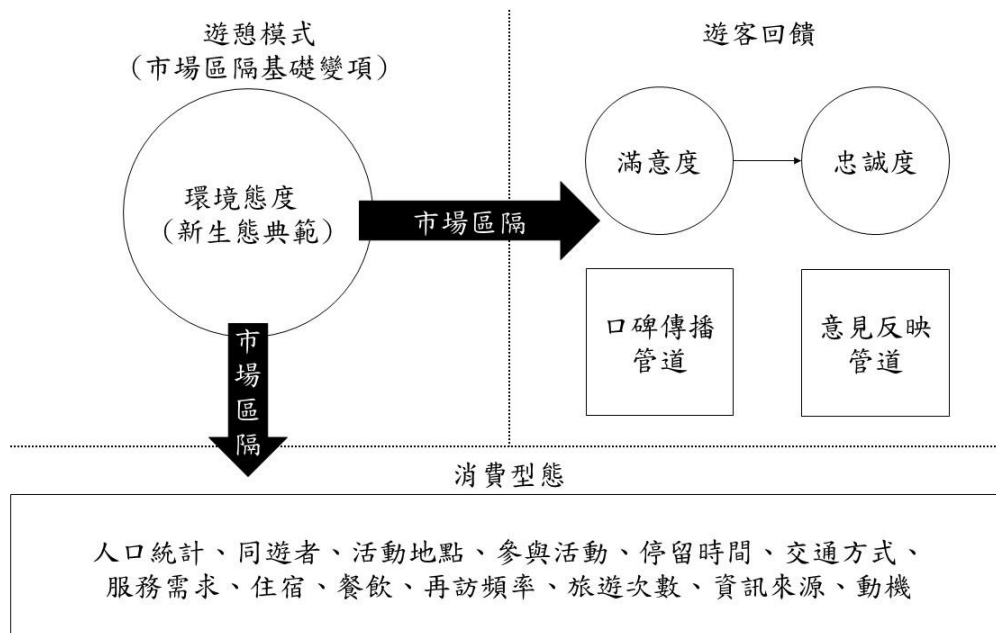 遊憩模式
（市場區隔基礎變項）
環境態度
（新生態典範）
市場區隔
市場區隔
遊客回饋
滿意度
忠誠度
口碑傳播
管道
意見反映
管道
消費型態
人口統計、同遊者、活動地點、參與活動、停留時間、交通方式、
服務需求、住宿、餐飲、再訪頻率、旅遊次數、資訊來源、動機